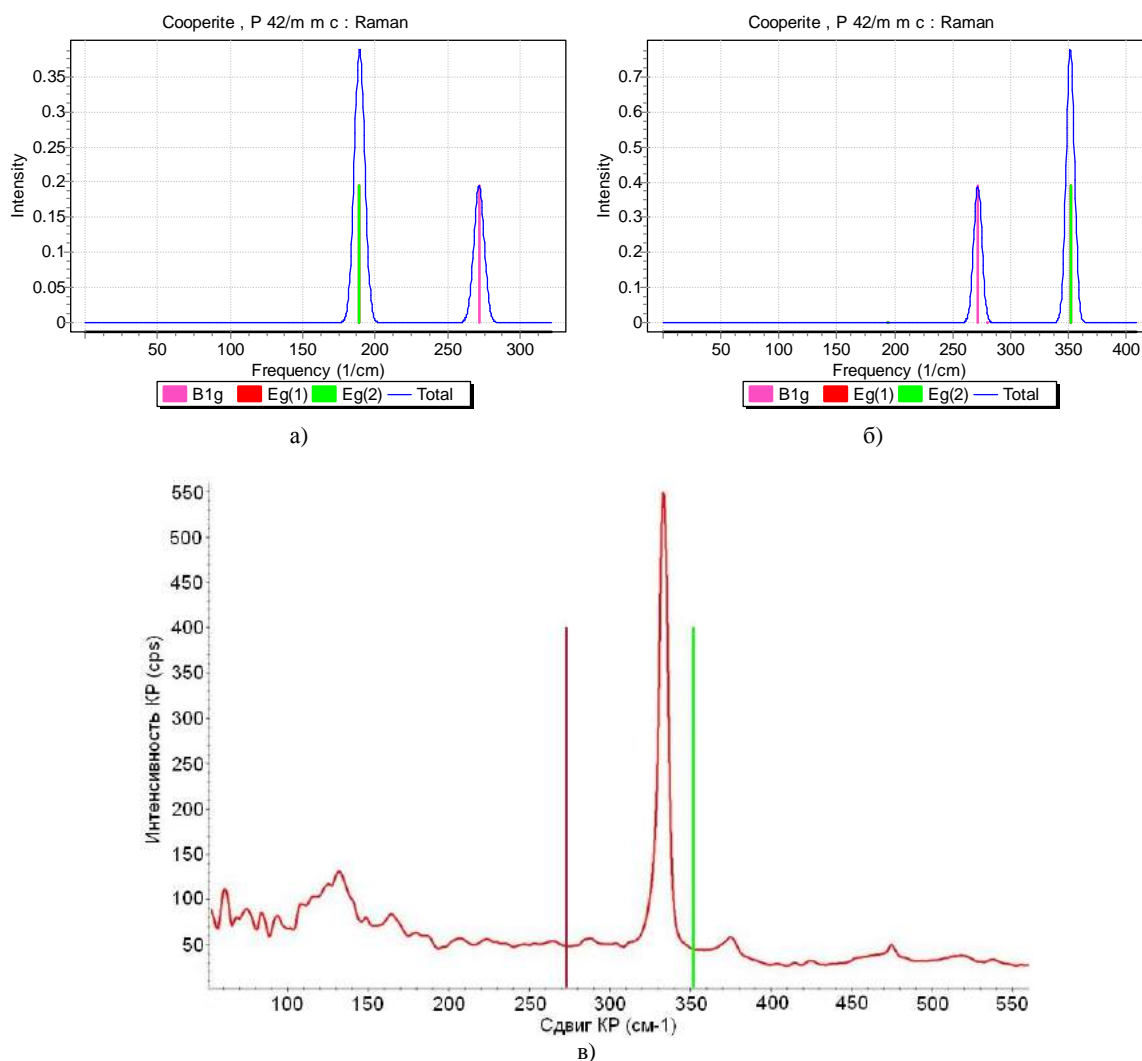 Cooperite , P 42/m m c : Raman
Intensity
0.35
0.3
0.25
0.2
0.15
0.1
0.05
0
50 100 150 200 250 300
Frequency (1/cm)
B1g Eg(1) Eg(2) Total
а)
Cooperite , P 42/m m c : Raman
Intensity
0.7
0.6
0.5
0.4
0.3
0.2
0.1
0
50 100 150 200 250 300 350 400
Frequency (1/cm)
B1g Eg(1) Eg(2) Total
б)
Интенсивность КР (cps)
550
500
450
400
350
300
250
200
150
100
50
100 150 200 250 300 350 400 450 500 550
Сдвиг КР (см-1)
в)